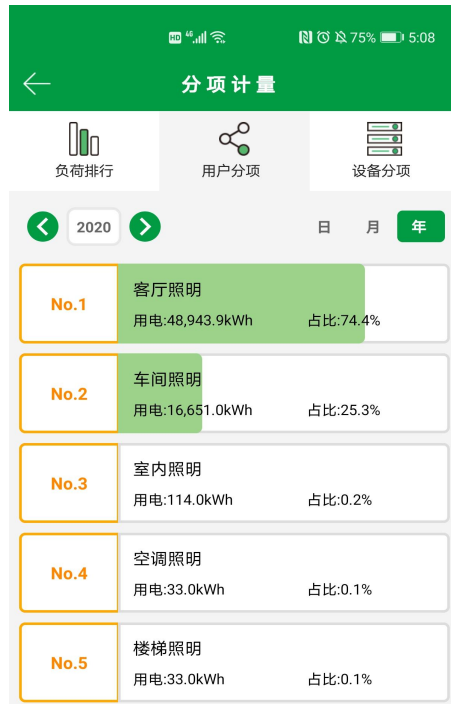 HD 4G 75% 5:08
分项计量
负荷排行 用户分项 设备分项
2020 日 月 年
No.1 客厅照明
用电:48,943.9kWh 占比:74.4%
No.2 车间照明
用电:16,651.0kWh 占比:25.3%
No.3 室内照明
用电:114.0kWh 占比:0.2%
No.4 空调照明
用电:33.0kWh 占比:0.1%
No.5 楼梯照明
用电:33.0kWh 占比:0.1%